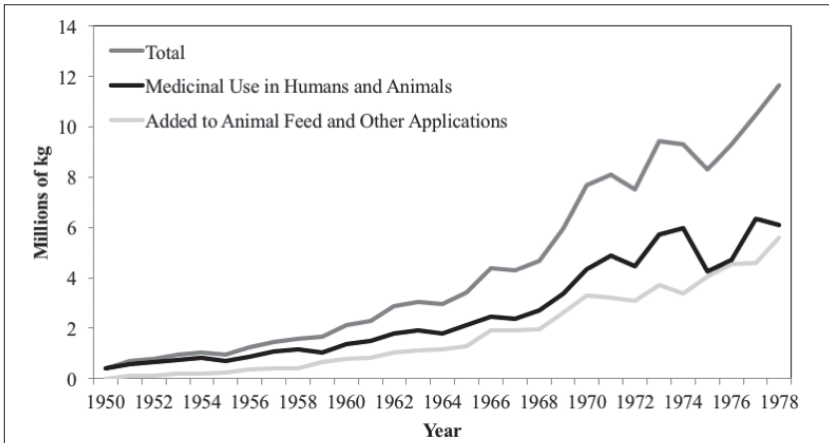 14
12
10
8
6
4
2
0
Millions of kg
Total
Medicinal Use in Humans and Animals
Added to Animal Feed and Other Applications
1950 1952 1954 1956 1958 1960 1962 1964 1966 1968 1970 1972 1974 1976 1978
Year